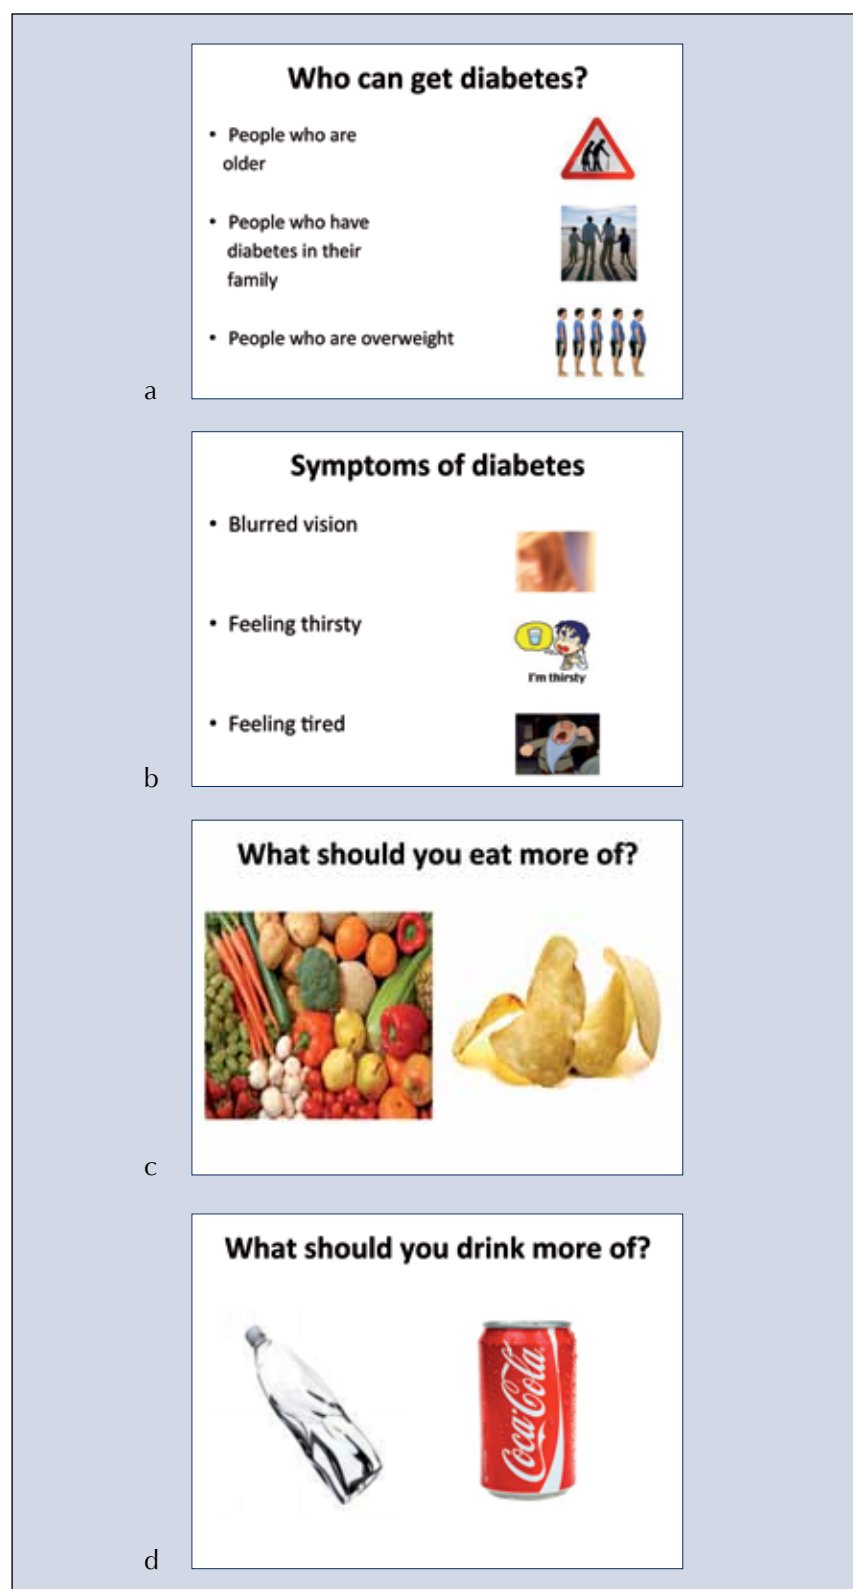 Who can get diabetes?
• People who are
older
• People who have
diabetes in their
family
• People who are overweight
a
Symptoms of diabetes
• Blurred vision
• Feeling thirsty
I'm thirsty
• Feeling tired
b
What should you eat more of?
c
What should you drink more of?
Coca-Cola
d